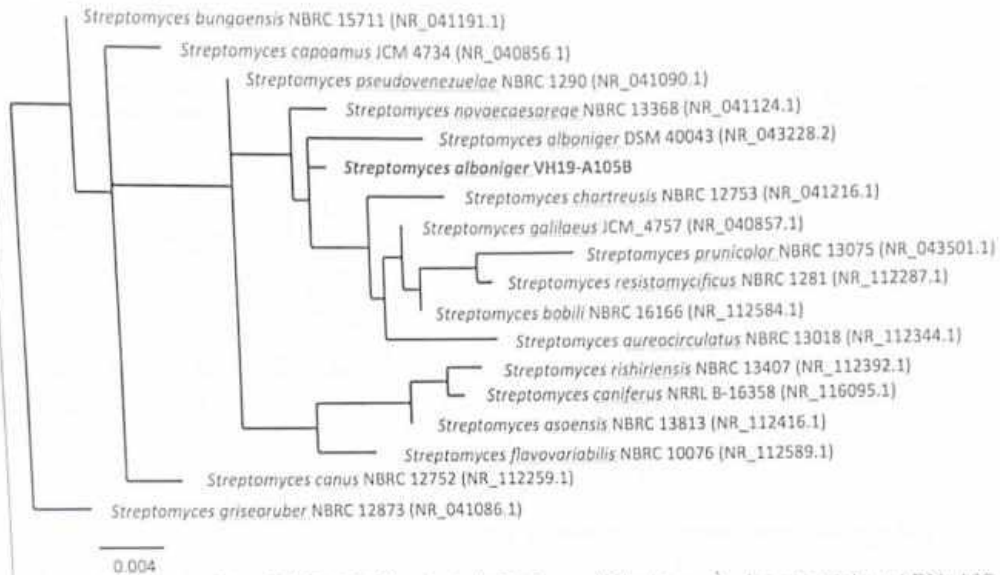 Streptomyces bungoensis NBRC 15711 (NR_041191.1)
Streptomyces capoamus JCM 4734 (NR_040856.1)
Streptomyces pseudovenezuelae NBRC 1290 (NR_041090.1)
Streptomyces novaecaesareae NBRC 13368 (NR_041124.1)
Streptomyces alboniger DSM 40043 (NR_043228.2)
Streptomyces alboniger VH19-A105B
Streptomyces chartreusis NBRC 12753 (NR_041216.1)
Streptomyces galilaeus JCM_4757 (NR_040857.1)
Streptomyces prunicolor NBRC 13075 (NR_043501.1)
Streptomyces resistomycificus NBRC 1281 (NR_112287.1)
Streptomyces bobili NBRC 16166 (NR_112584.1)
Streptomyces aureocirculatus NBRC 13018 (NR_112344.1)
Streptomyces rishiriensis NBRC 13407 (NR_112392.1)
Streptomyces caniferus NRRL B-16358 (NR_116095.1)
Streptomyces asoensis NBRC 13813 (NR_112416.1)
Streptomyces flavovariabilis NBRC 10076 (NR_112589.1)
Streptomyces canus NBRC 12752 (NR_112259.1)
Streptomyces griseoruber NBRC 12873 (NR_041086.1)
0.004